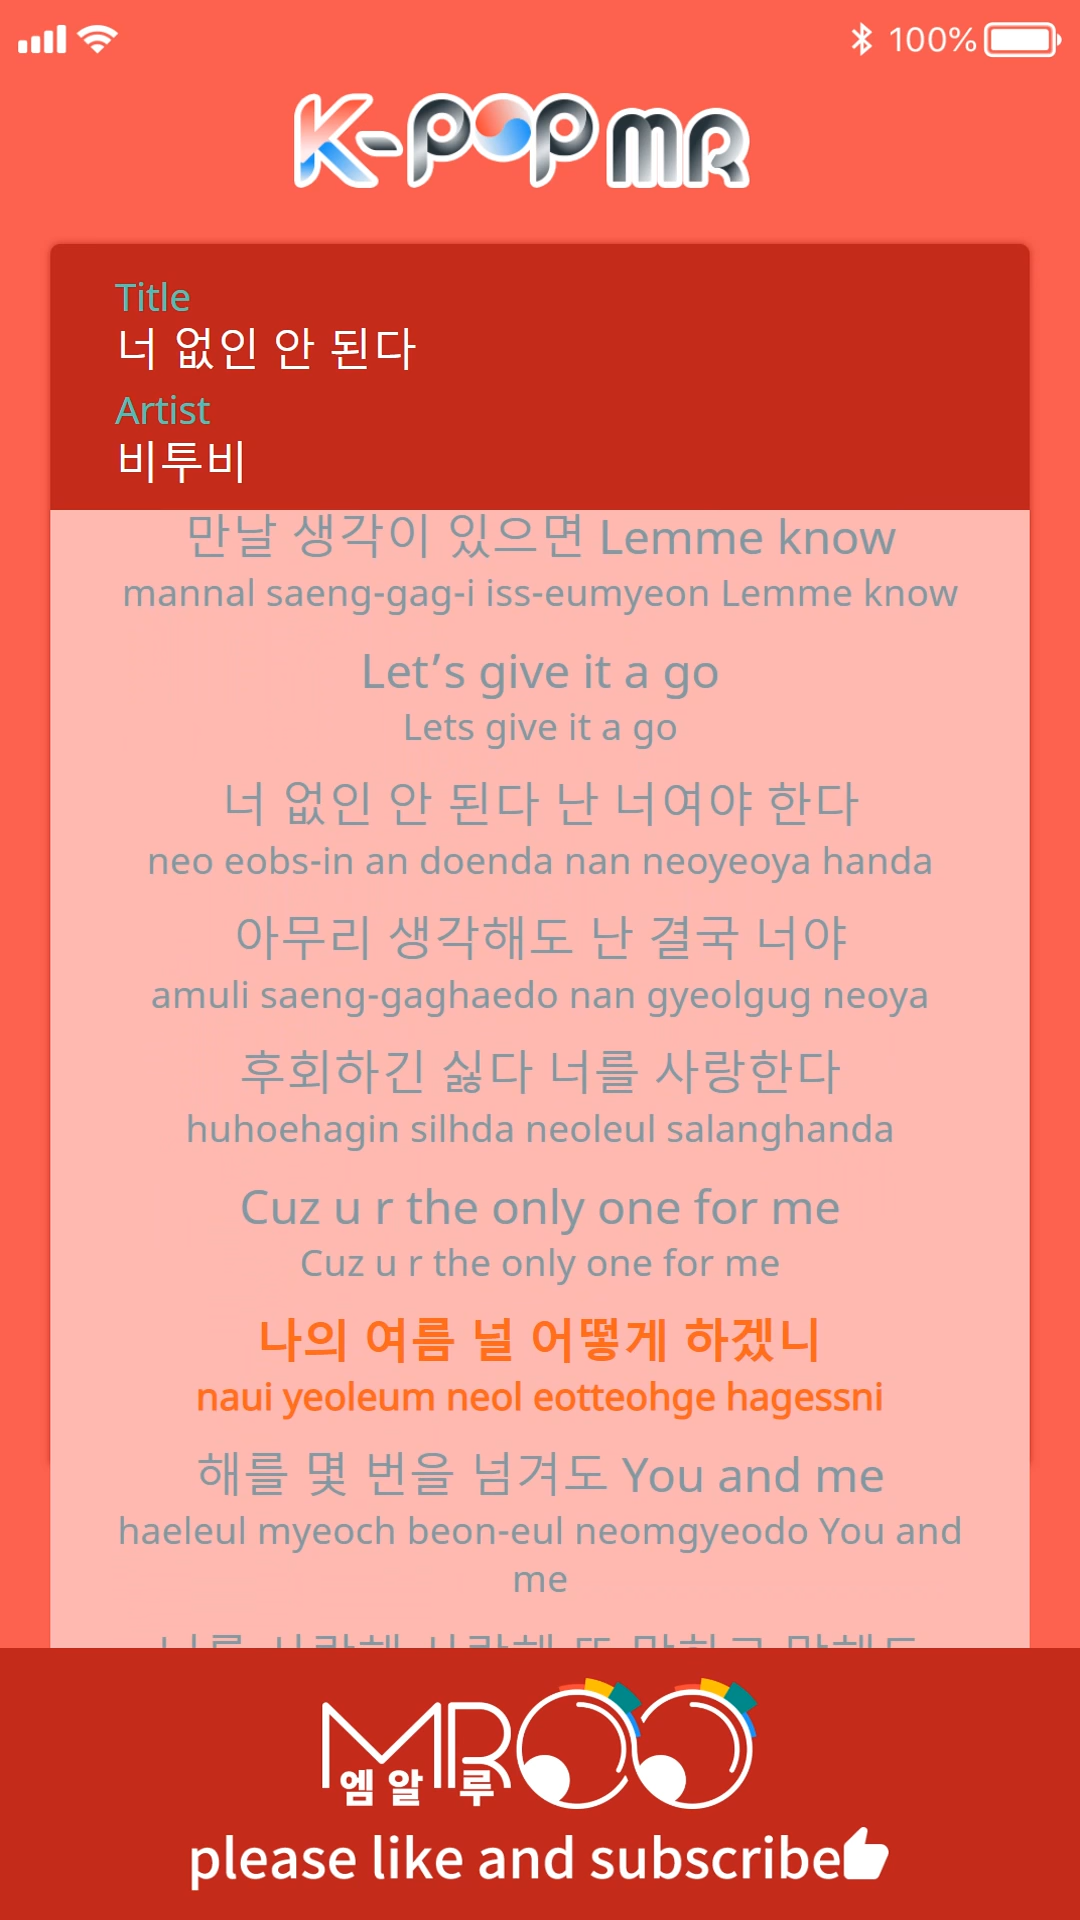 100%
K-POP MR
Title
너 없인 안 된다
Artist
비투비
만날 생각이 있으면 Lemme know
mannal saeng-gag-i iss-eumyeon Lemme know
Let’s give it a go
Lets give it a go
너 없인 안 된다 난 너여야 한다
neo eobs-in an doenda nan neoyeoya handa
아무리 생각해도 난 결국 너야
amuli saeng-gaghaedo nan gyeolgug neoya
후회하긴 싫다 너를 사랑한다
huhoehagin silhda neoleul salanghanda
Cuz u r the only one for me
Cuz u r the only one for me
나의 여름 널 어떻게 하겠니
naui yeoleum neol eotteohge hagessni
해를 몇 번을 넘겨도 You and me
haeleul myeoch beon-eul neomgyeodo You and
me
MROO
엠알루
please like and subscribe